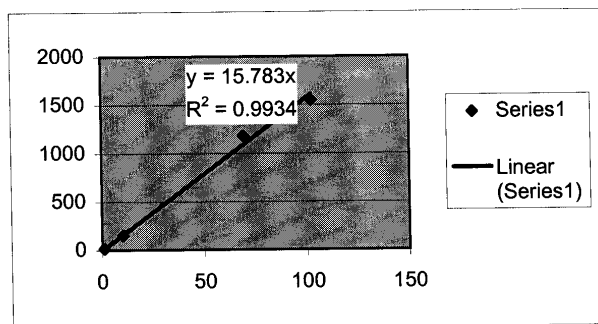 2000
1500
1000
500
0
y = 15.783x
R² = 0.9934
0
50
100
150
Series1
Linear
(Series1)